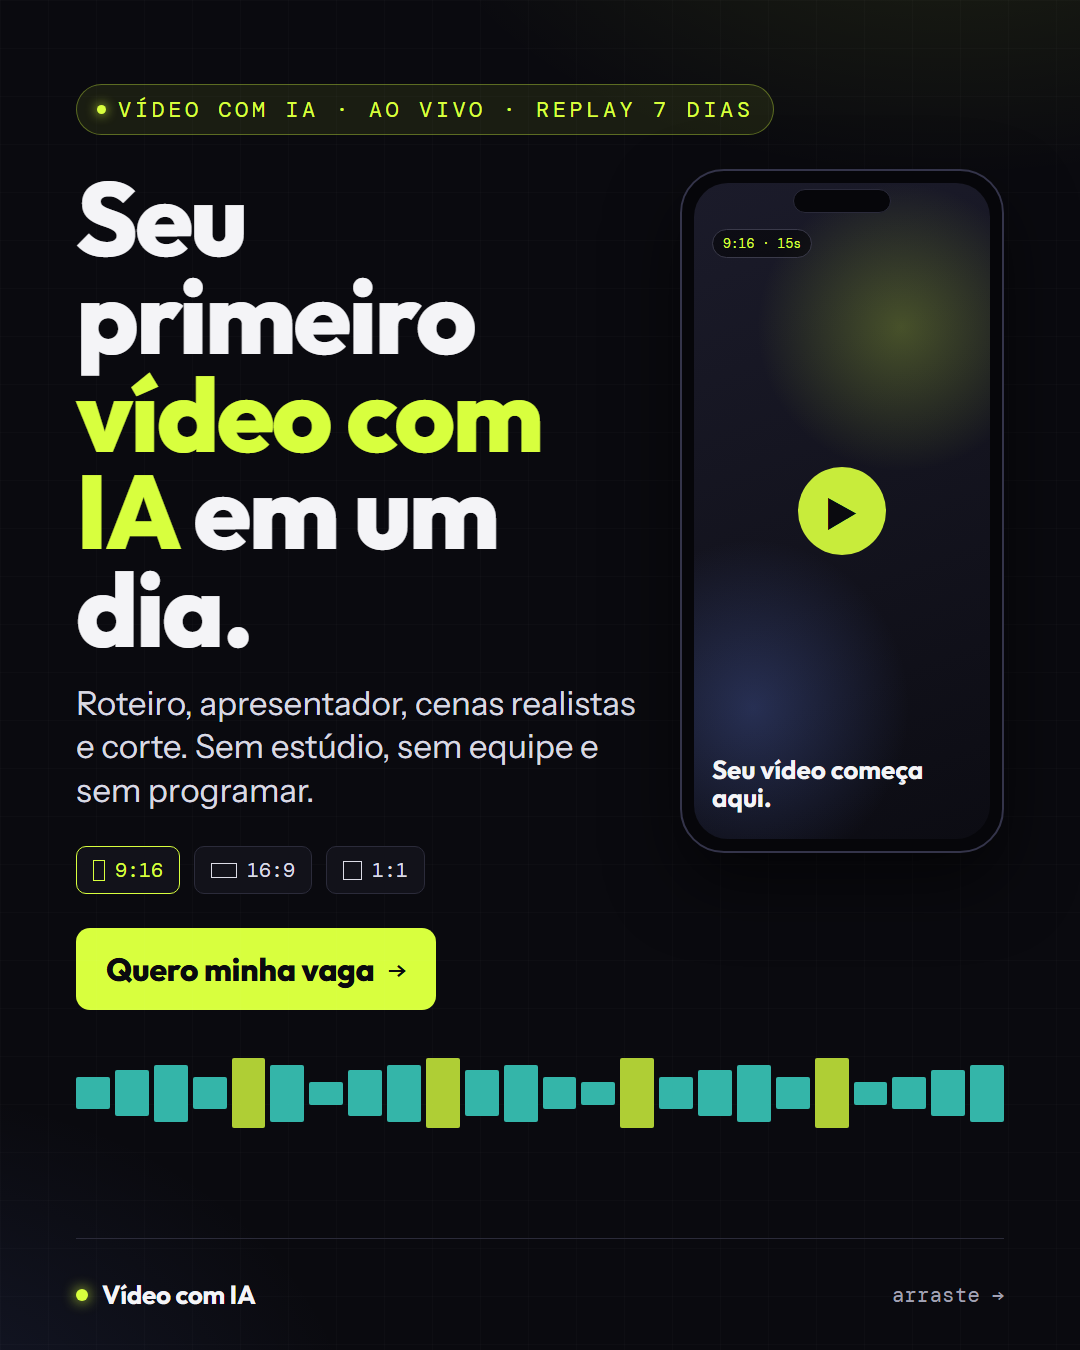 VÍDEO COM IA · AO VIVO · REPLAY 7 DIAS
Seu
primeiro
vídeo com
IA em um
dia.
Roteiro, apresentador, cenas realistas
e corte. Sem estúdio, sem equipe e
sem programar.
9:16
16:9
1:1
Quero minha vaga →
9:16 · 15s
Seu vídeo começa
aqui.
Vídeo com IA
arraste →